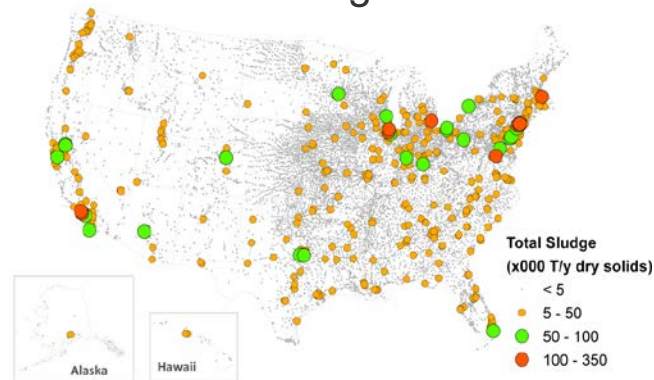 Total Sludge
(x000 T/y dry solids)
< 5
5 - 50
50 - 100
100 - 350
Alaska
Hawaii